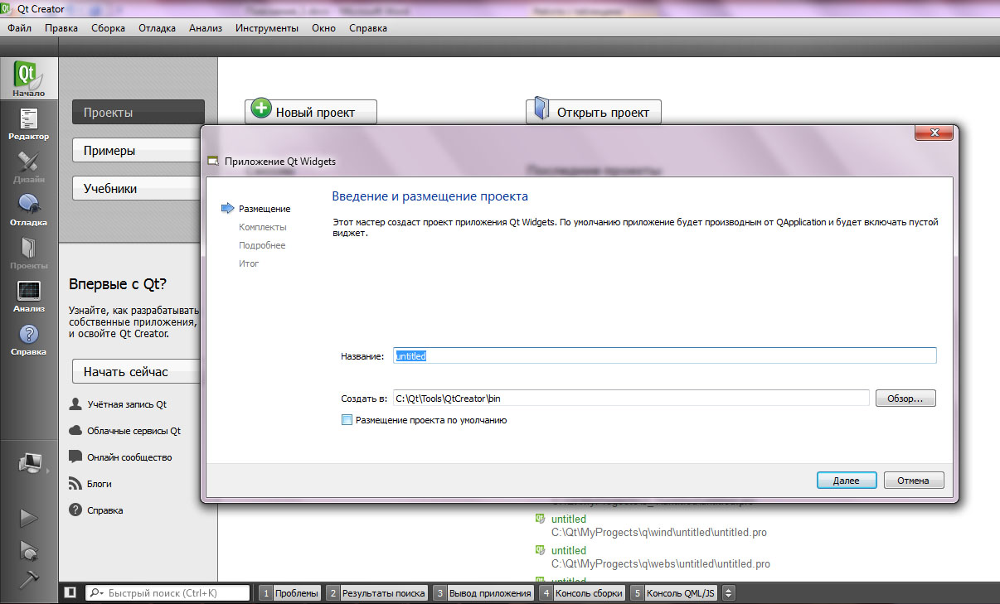 Qt Creator
Файл Правка Сборка Отладка Анализ Инструменты Окно Справка
Qt
Начало
Редактор
Дизайн
Отладка
Проекты
Анализ
Справка
Проекты
Примеры
Учебники
Новый проект
Открыть проект
Впервые с Qt?
Узнайте, как разрабатывать
собственные приложения,
и освойте Qt Creator.
Начать сейчас
Учётная запись Qt
Облачные сервисы Qt
Онлайн сообщество
Блоги
Справка
Приложение Qt Widgets
Размещение
Комплекты
Подробнее
Итог
Введение и размещение проекта
Этот мастер создаст проект приложения Qt Widgets. По умолчанию приложение будет производным от QApplication и будет включать пустой
виджет.
Название: untitled
Создать в: C:\Qt\Tools\QtCreator\bin Обзор...
Размещение проекта по умолчанию
Далее Отмена
untitled
C:\Qt\MyProgects\q\wind\untitled\untitled.pro
untitled
C:\Qt\MyProgects\q\webs\untitled\untitled.pro
untitled
Быстрый поиск (Ctrl+K) 1 Проблемы 2 Результаты поиска 3 Вывод приложения 4 Консоль сборки 5 Консоль QML/JS